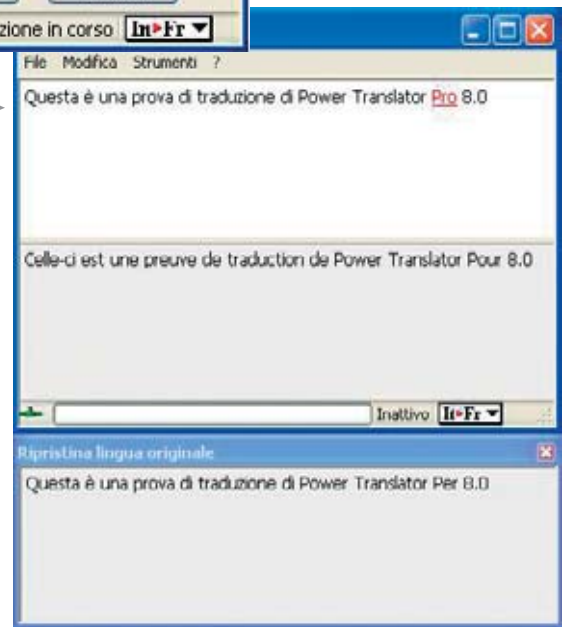 zione in corso In▸Fr
File Modifica Strumenti ?
Questa è una prova di traduzione di Power Translator Pro 8.0
Celle-ci est une preuve de traduction de Power Translator Pour 8.0
Inattivo It▸Fr
Ripristina lingua originale
Questa è una prova di traduzione di Power Translator Per 8.0